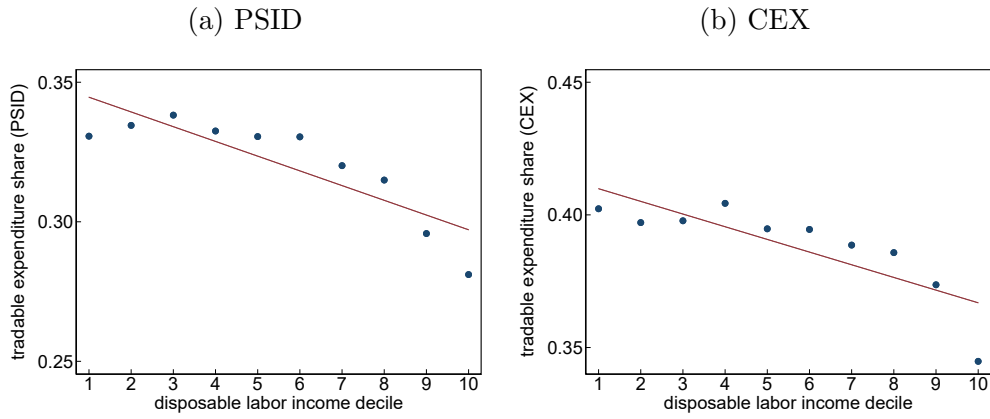 (a) PSID
tradable expenditure share (PSID)
0.35
0.30
0.25
1 2 3 4 5 6 7 8 9 10
disposable labor income decile
(b) CEX
tradable expenditure share (CEX)
0.45
0.40
0.35
1 2 3 4 5 6 7 8 9 10
disposable labor income decile